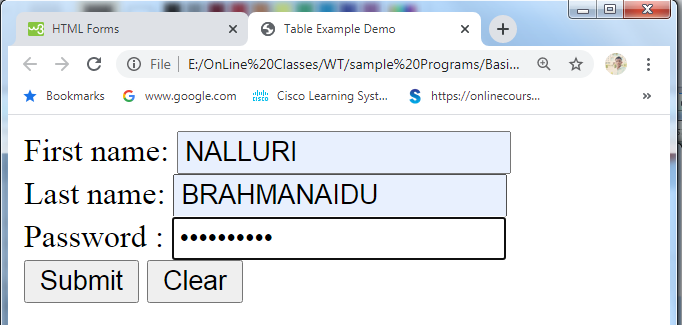 HTML Forms
Table Example Demo
File | E:/OnLine%20Classes/WT/sample%20Programs/Basi...
Bookmarks www.google.com Cisco Learning Syst... https://onlinecours... »
First name: NALLURI
Last name: BRAHMANAIDU
Password : ••••••••••
Submit Clear